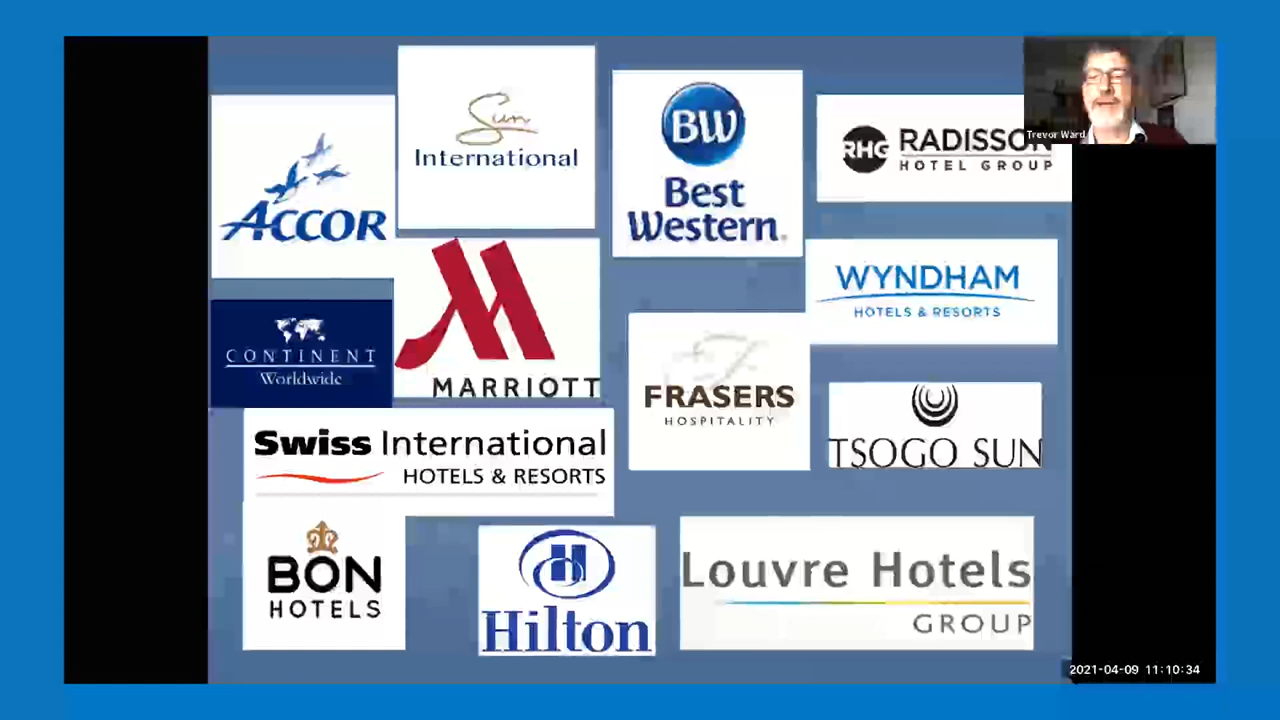 Sun
International
BW
Best
Western
RHG
RADISSON
HOTEL GROUP
Trevor Ward
ACCOR
WYNDHAM
HOTELS & RESORTS
CONTINENT
Worldwide
MARRIOTT
F
FRASERS
HOSPITALITY
TSOGO SUN
Swiss International
HOTELS & RESORTS
BON
HOTELS
H
Hilton
Louvre Hotels
GROUP
2021-04-09 11:10:34